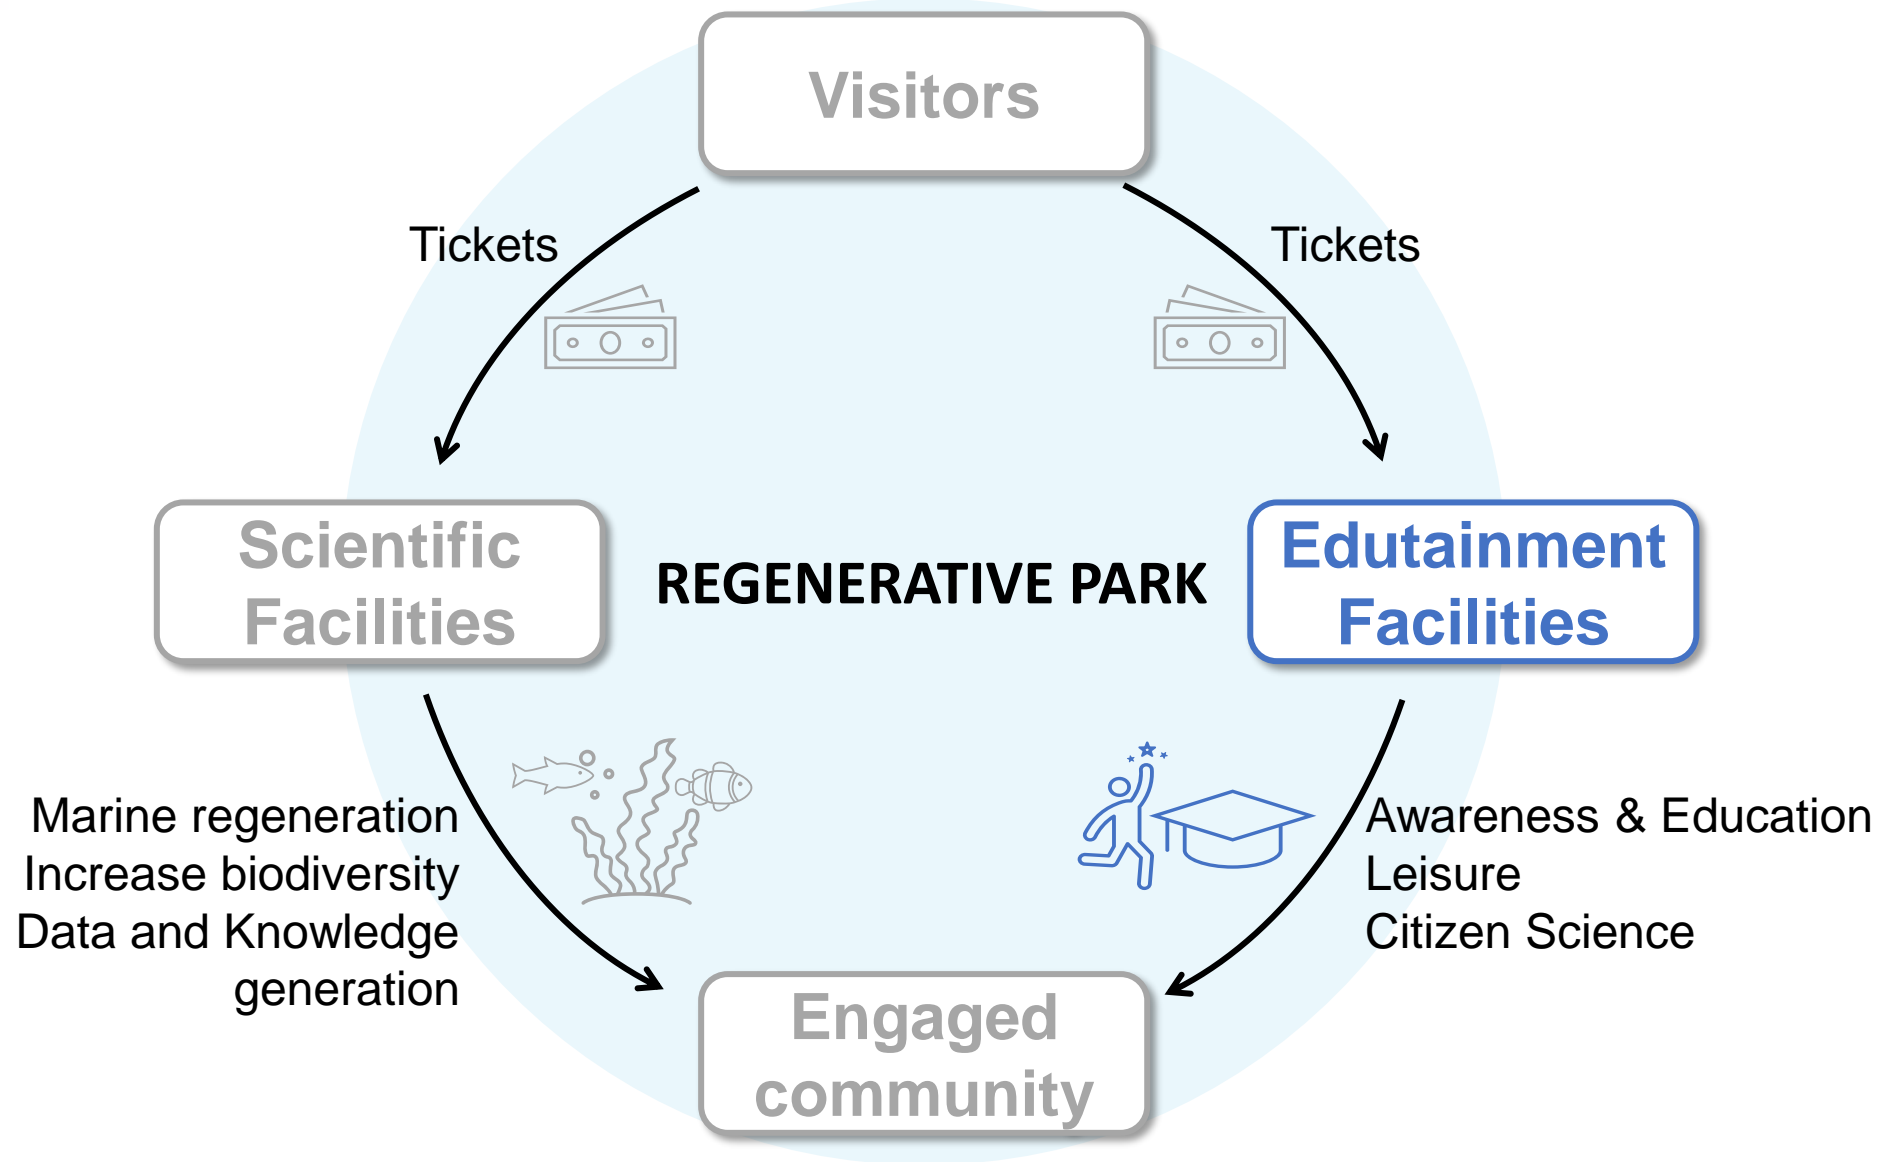 Visitors
Tickets
Tickets
Scientific
Facilities
REGENERATIVE PARK
Edutainment
Facilities
Marine regeneration
Increase biodiversity
Data and Knowledge
generation
Awareness & Education
Leisure
Citizen Science
Engaged
community